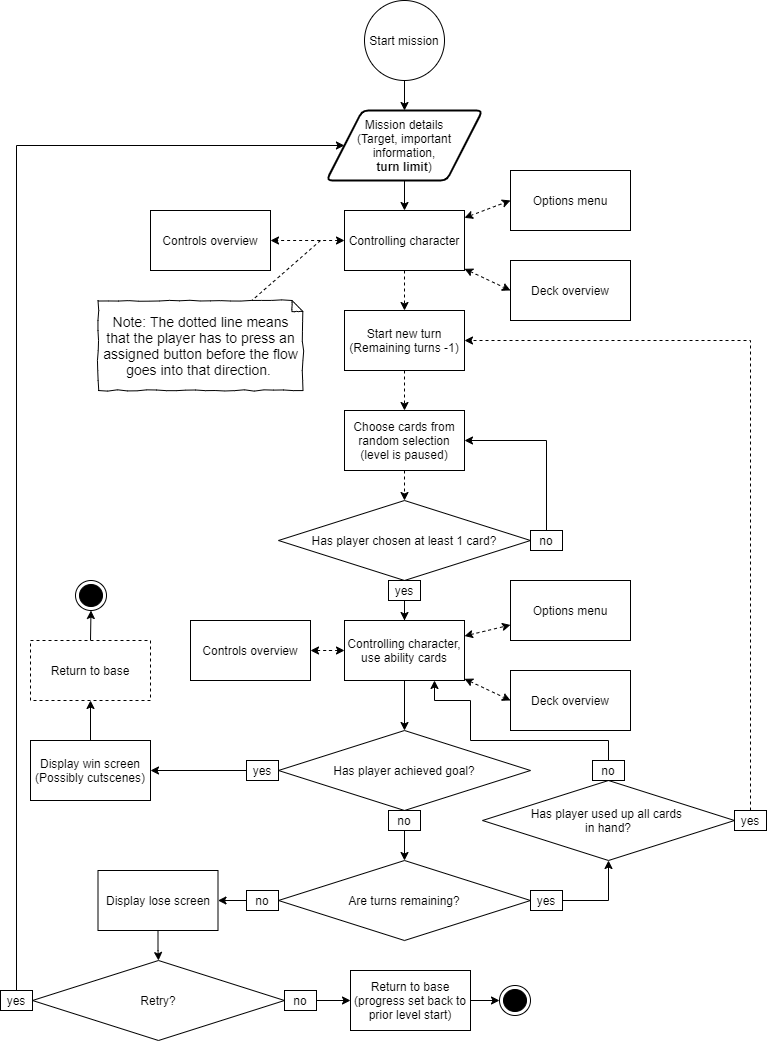 Start mission
Mission details
(Target, important
information,
turn limit)
Options menu
Controls overview
Controlling character
Deck overview
Note: The dotted line means
that the player has to press an
assigned button before the flow
goes into that direction.
Start new turn
(Remaining turns -1)
Choose cards from
random selection
(level is paused)
Has player chosen at least 1 card?
no
yes
Options menu
Controls overview
Controlling character,
use ability cards
Return to base
Deck overview
Display win screen
(Possibly cutscenes)
yes
Has player achieved goal?
no
no
Has player used up all cards
in hand?
yes
Display lose screen
no
Are turns remaining?
yes
yes
Retry?
no
Return to base
(progress set back to
prior level start)